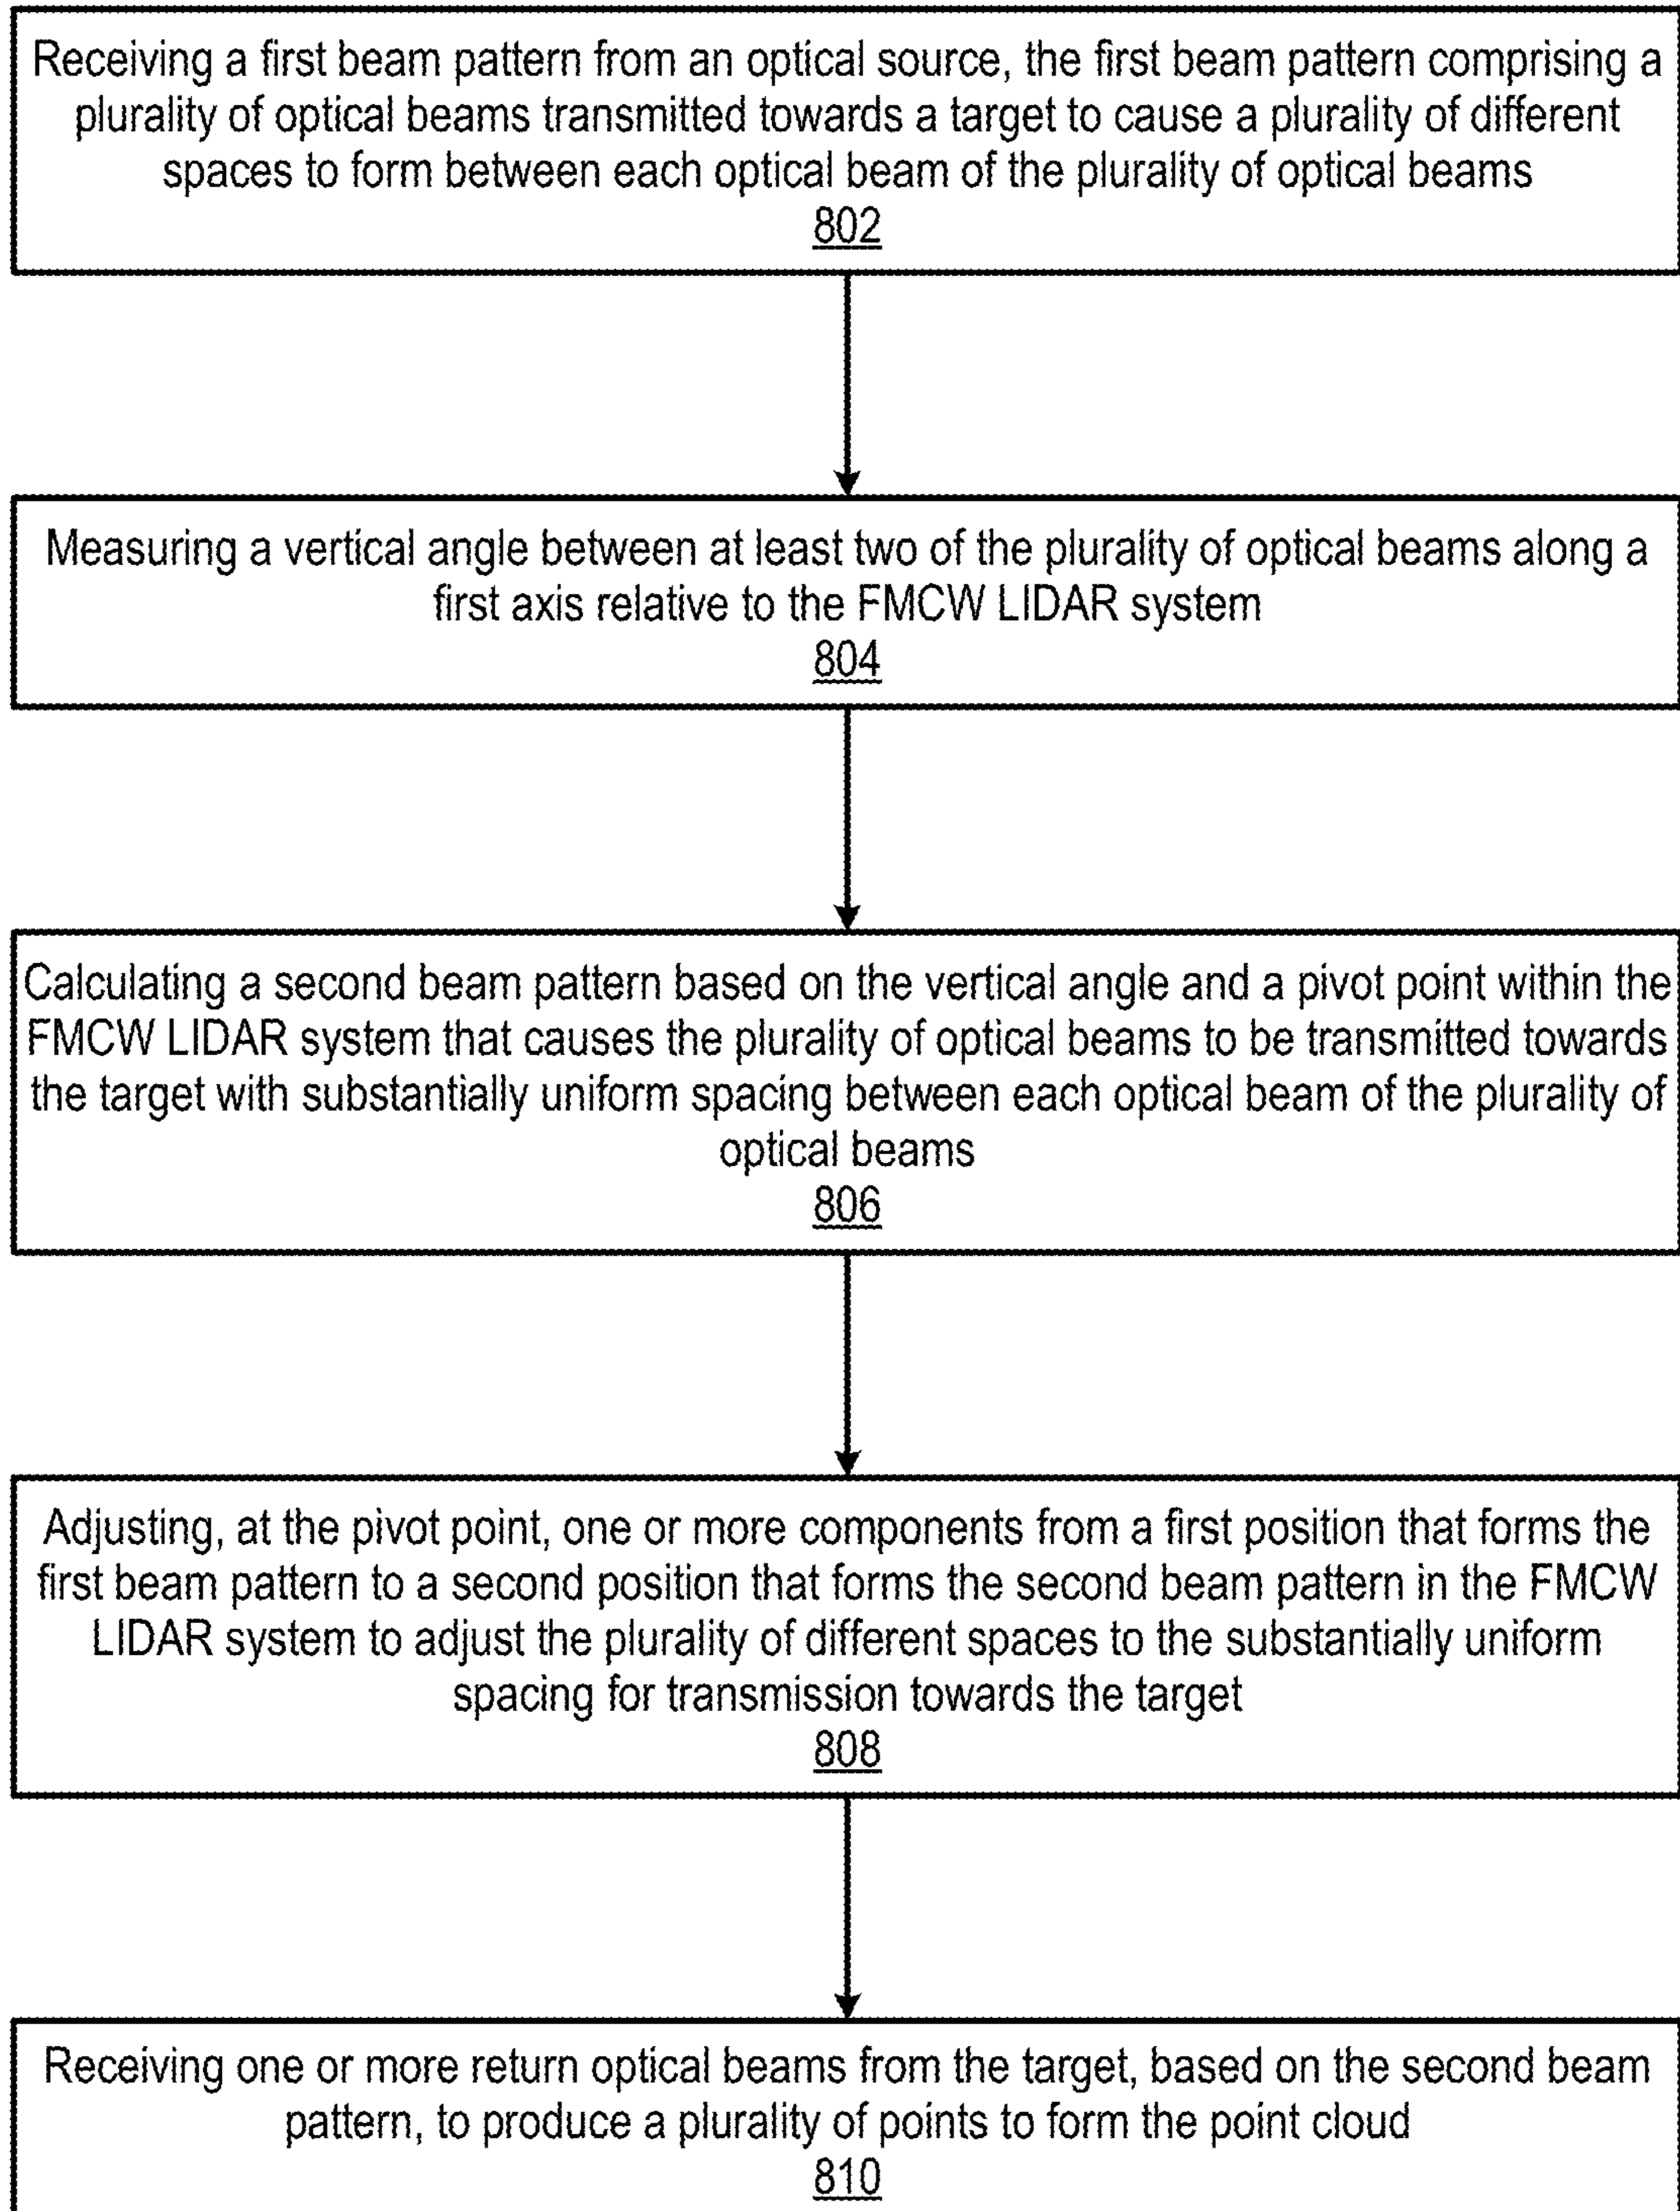 Receiving a first beam pattern from an optical source, the first beam pattern comprising a
plurality of optical beams transmitted towards a target to cause a plurality of different
spaces to form between each optical beam of the plurality of optical beams
802
Measuring a vertical angle between at least two of the plurality of optical beams along a
first axis relative to the FMCW LIDAR system
804
Calculating a second beam pattern based on the vertical angle and a pivot point within the
FMCW LIDAR system that causes the plurality of optical beams to be transmitted towards
the target with substantially uniform spacing between each optical beam of the plurality of
optical beams
806
Adjusting, at the pivot point, one or more components from a first position that forms the
first beam pattern to a second position that forms the second beam pattern in the FMCW
LIDAR system to adjust the plurality of different spaces to the substantially uniform
spacing for transmission towards the target
808
Receiving one or more return optical beams from the target, based on the second beam
pattern, to produce a plurality of points to form the point cloud
810